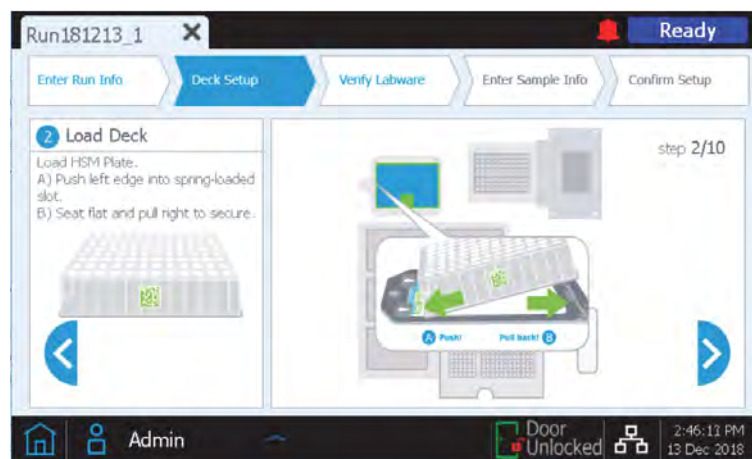 Run181213_1
Ready
Enter Run Info
Deck Setup
Verify Labware
Enter Sample Info
Confirm Setup
2 Load Deck
Load HSM Plate.
A) Push left edge into spring-loaded
slot.
B) Seat flat and pull right to secure.
step 2/10
A Push!
Pull back! B
Admin
Door
Unlocked
2:46:13 PM
13 Dec 2018